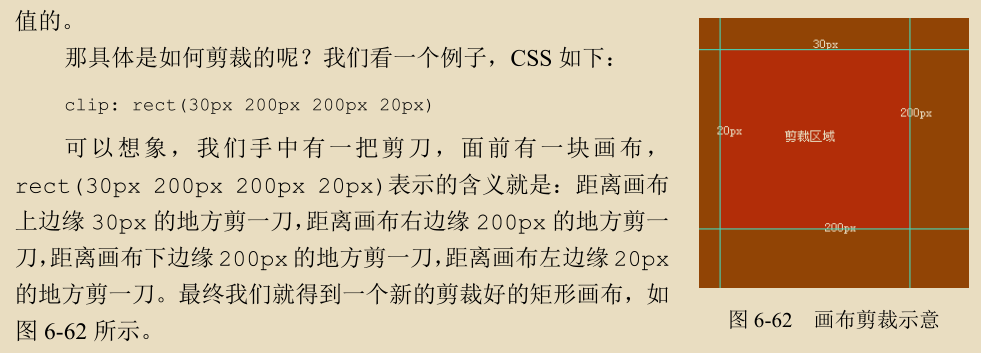 值的。
那具体是如何剪裁的呢？我们看一个例子，CSS 如下：
clip: rect(30px 200px 200px 20px)
可以想象，我们手中有一把剪刀，面前有一块画布，
rect(30px 200px 200px 20px)表示的含义就是：距离画布
上边缘 30px 的地方剪一刀，距离画布右边缘 200px 的地方剪一
刀，距离画布下边缘 200px 的地方剪一刀，距离画布左边缘 20px
的地方剪一刀。最终我们就得到一个新的剪裁好的矩形画布，如
图 6-62 所示。
30px
200px
20px
剪裁区域
200px
图 6-62 画布剪裁示意